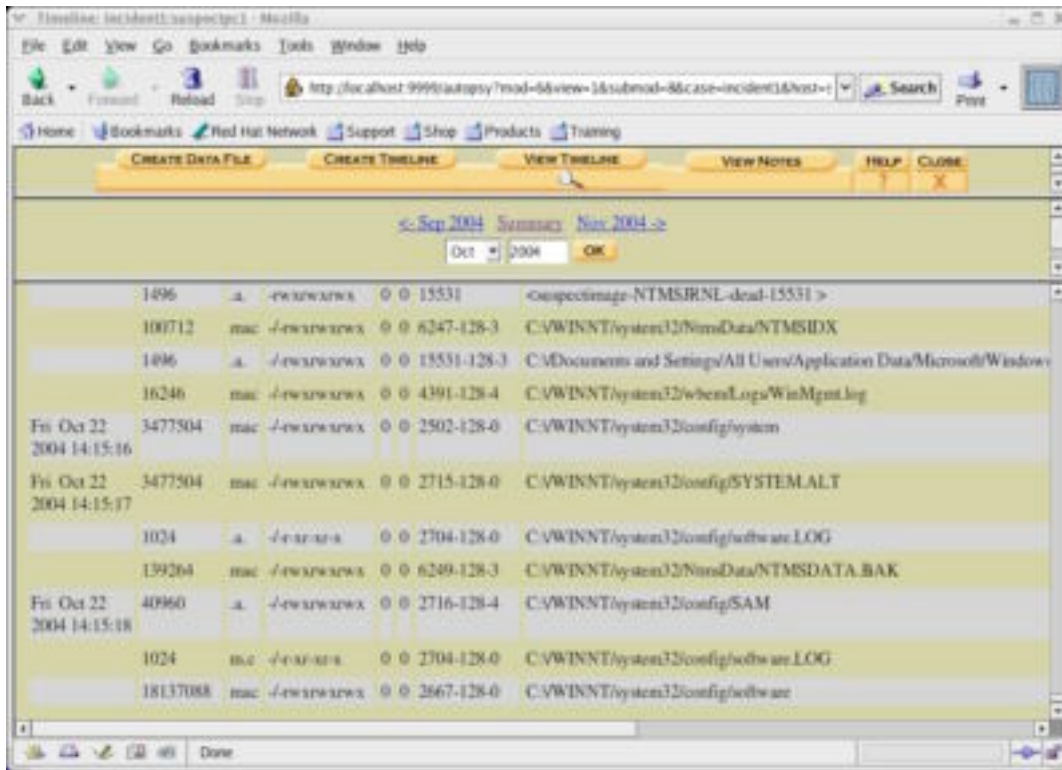 Timeline: incident1:suspectpc1 - Mozilla
File Edit View Go Bookmarks Tools Window Help
Back Forward Reload Stop http://localhost:9999/autopsy?mod=6&view=1&submod=8&case=incident1&host= Search Print
Home Bookmarks Red Hat Network Support Shop Products Training
CREATE DATA FILE CREATE TIMELINE VIEW TIMELINE VIEW NOTES HELP CLOSE
? X
<- Sep 2004 Summary Nov 2004 ->
Oct 2004 OK
1496 .a. -rwxrwxrwx 0 0 15531 <suspectimage-NTMSJRNL-dead-15531 >
100712 mac -/-rwxrwxrwx 0 0 6247-128-3 C:\/WINNT/system32/NtmsData/NTMSIDX
1496 .a. -/-rwxrwxrwx 0 0 15531-128-3 C:\/Documents and Settings/All Users/Application Data/Microsoft/Windows
16246 mac -/-rwxrwxrwx 0 0 4391-128-4 C:\/WINNT/system32/wbem/Logs/WinMgmt.log
Fri Oct 22 2004 14:15:16 3477504 mac -/-rwxrwxrwx 0 0 2502-128-0 C:\/WINNT/system32/config/system
Fri Oct 22 2004 14:15:17 3477504 mac -/-rwxrwxrwx 0 0 2715-128-0 C:\/WINNT/system32/config/SYSTEM.ALT
1024 .a. -/-r-xr-xr-x 0 0 2704-128-0 C:\/WINNT/system32/config/software.LOG
139264 mac -/-rwxrwxrwx 0 0 6249-128-3 C:\/WINNT/system32/NtmsData/NTMSDATA.BAK
Fri Oct 22 2004 14:15:18 40960 .a. -/-rwxrwxrwx 0 0 2716-128-4 C:\/WINNT/system32/config/SAM
1024 m.c -/-r-xr-xr-x 0 0 2704-128-0 C:\/WINNT/system32/config/software.LOG
18137088 mac -/-rwxrwxrwx 0 0 2667-128-0 C:\/WINNT/system32/config/software
Done